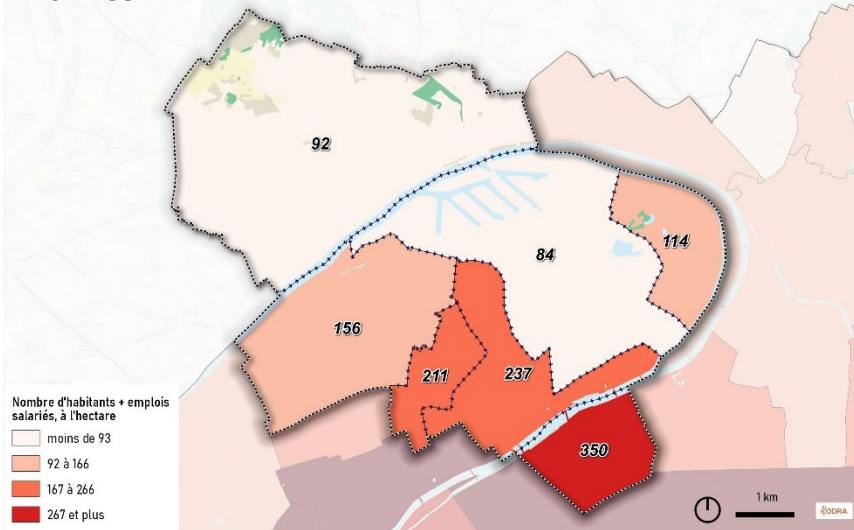 92
114
84
156
211
237
350
Nombre d'habitants + emplois
salariés, à l'hectare
moins de 93
92 à 166
167 à 266
267 et plus
1 km
CODRA